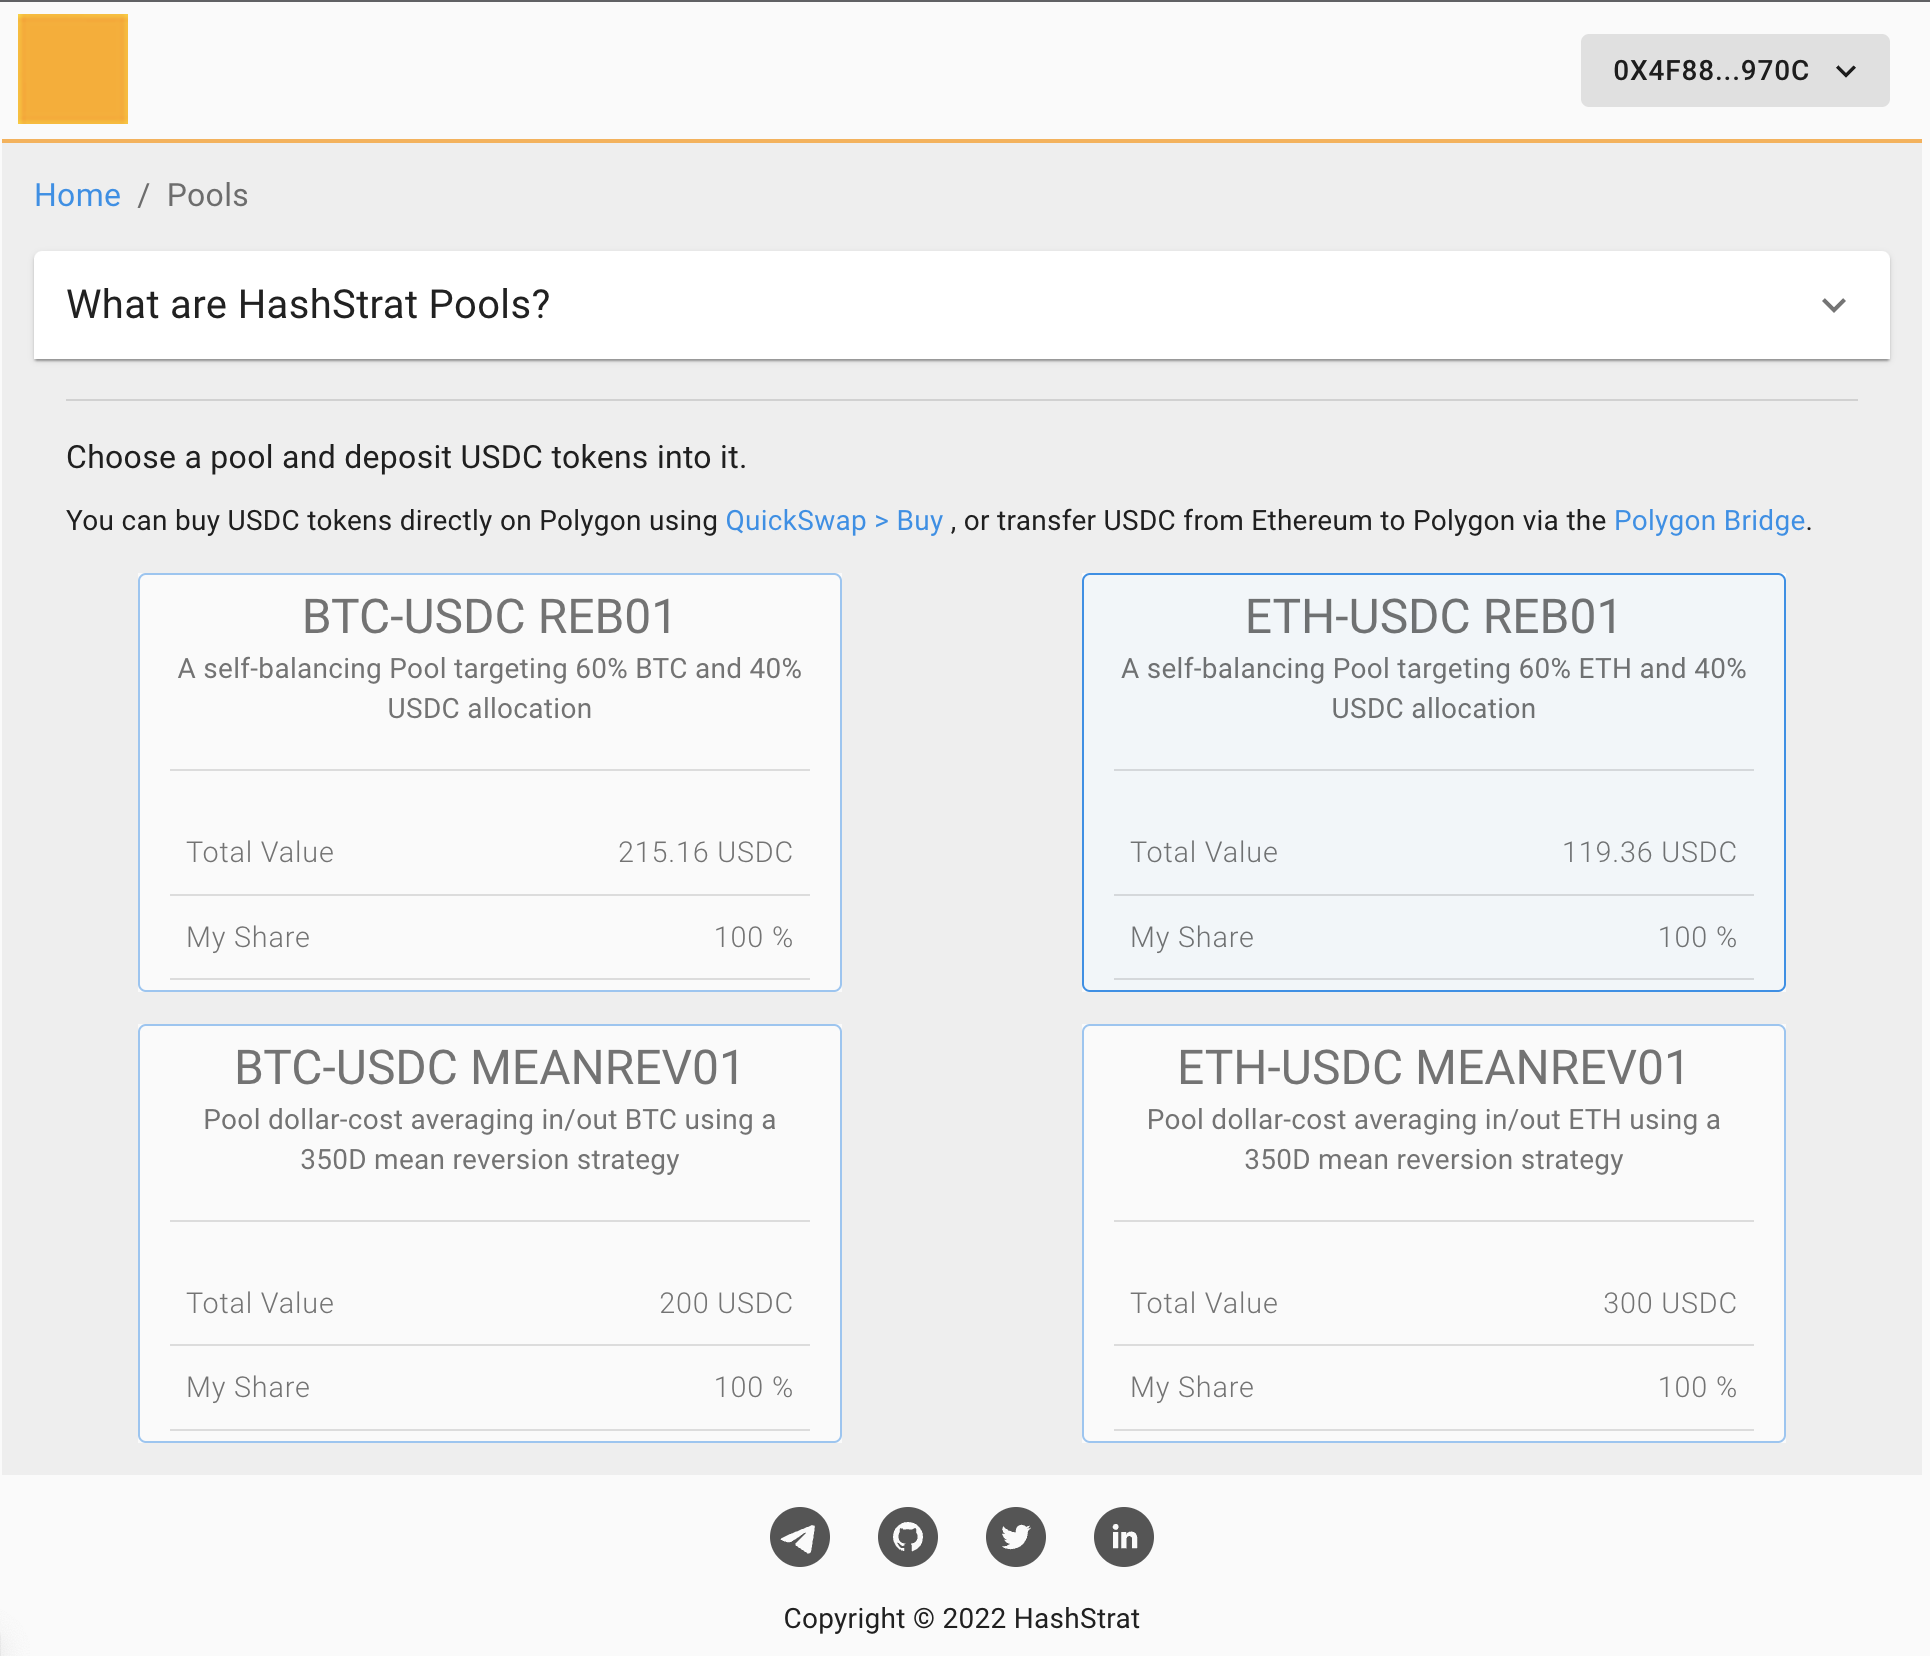 0X4F88...970C
Home / Pools
What are HashStrat Pools?
Choose a pool and deposit USDC tokens into it.
You can buy USDC tokens directly on Polygon using QuickSwap > Buy , or transfer USDC from Ethereum to Polygon via the Polygon Bridge.
BTC-USDC REB01
A self-balancing Pool targeting 60% BTC and 40%
USDC allocation
Total Value 215.16 USDC
My Share 100 %
ETH-USDC REB01
A self-balancing Pool targeting 60% ETH and 40%
USDC allocation
Total Value 119.36 USDC
My Share 100 %
BTC-USDC MEANREV01
Pool dollar-cost averaging in/out BTC using a
350D mean reversion strategy
Total Value 200 USDC
My Share 100 %
ETH-USDC MEANREV01
Pool dollar-cost averaging in/out ETH using a
350D mean reversion strategy
Total Value 300 USDC
My Share 100 %
in
Copyright © 2022 HashStrat